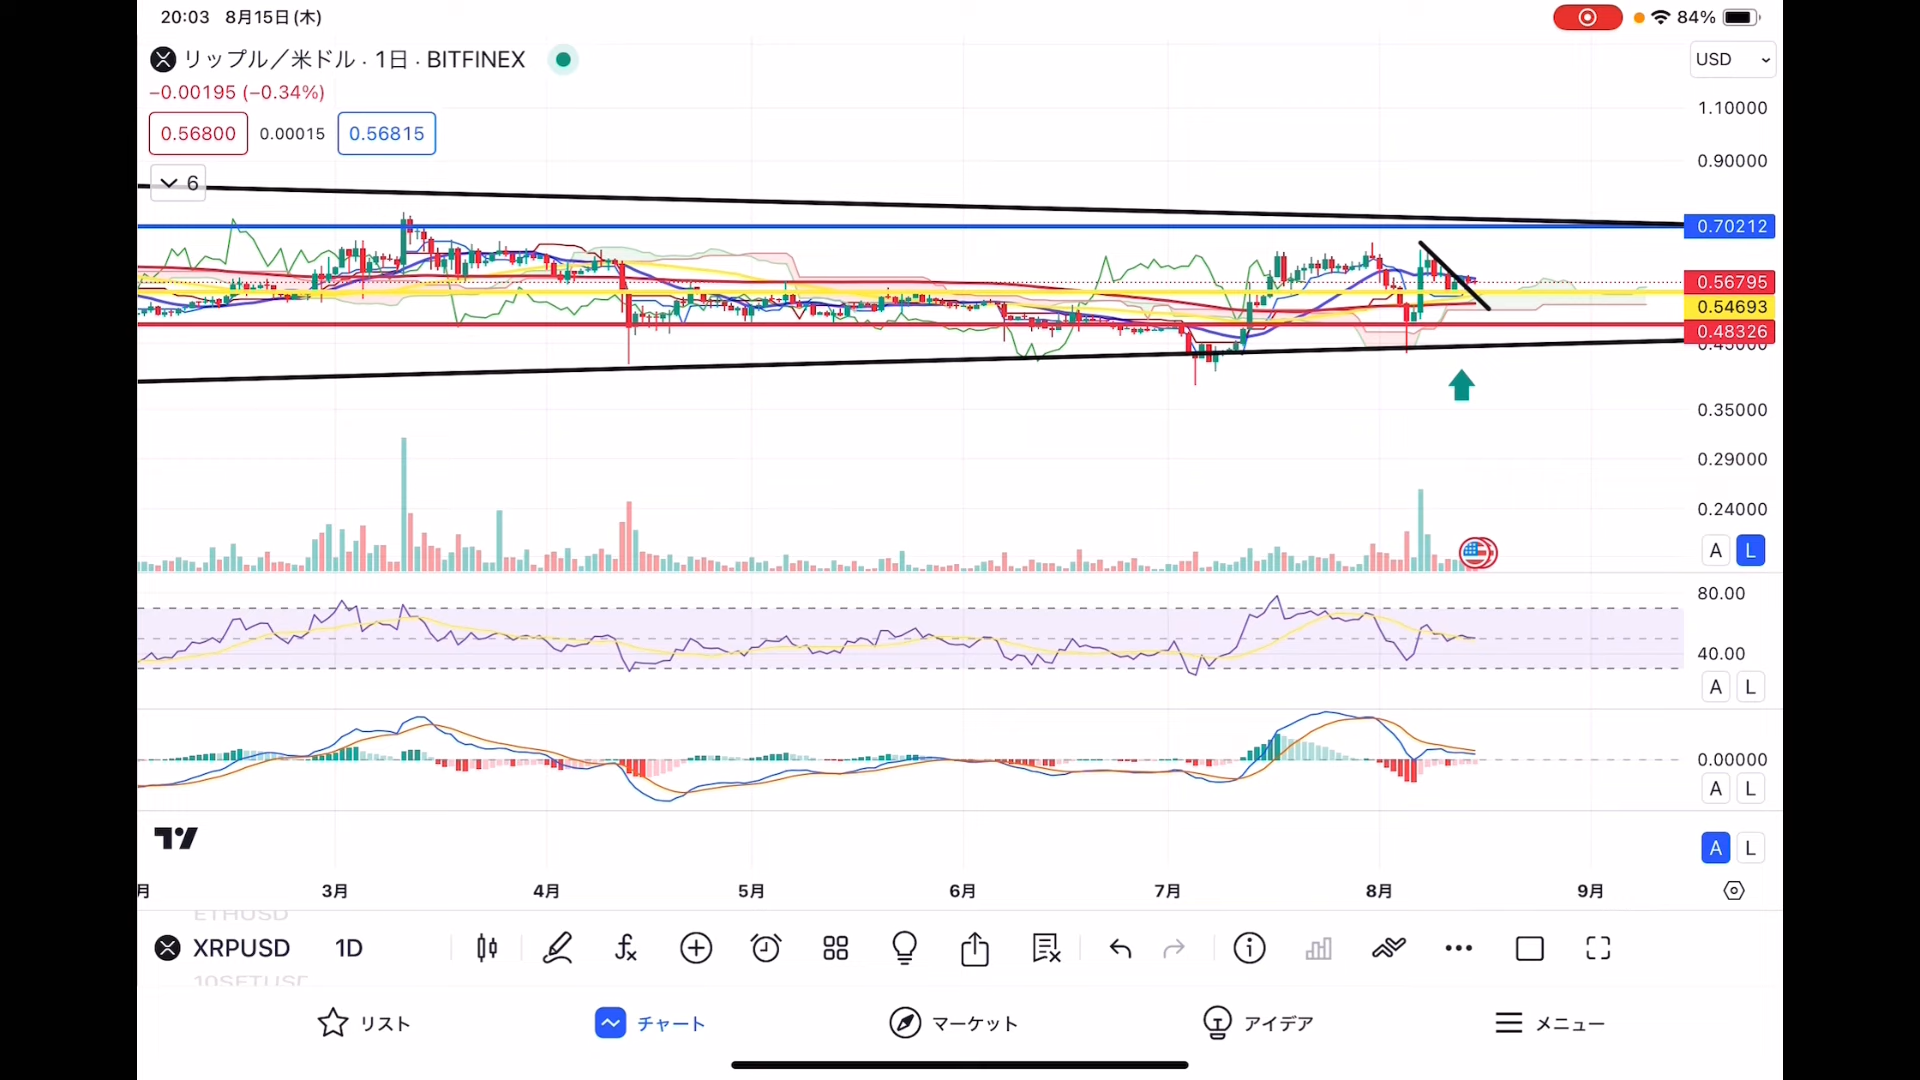 20:03 8月15日(木)
84%
リップル／米ドル · 1日 · BITFINEX
USD
−0.00195 (−0.34%)
0.56800 0.00015 0.56815
6
1.10000
0.90000
0.70212
0.56795
0.54693
0.48326
0.35000
0.29000
0.24000
A L
80.00
40.00
A L
0.00000
A L
A L
月 3月 4月 5月 6月 7月 8月 9月
ETHUSD
XRPUSD 1D
リスト チャート マーケット アイデア メニュー